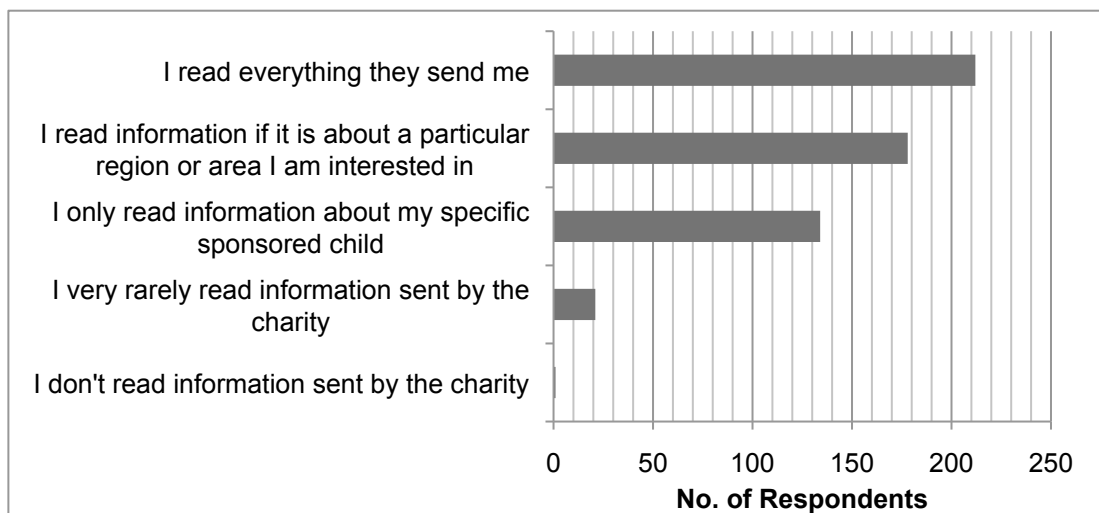 I read everything they send me
I read information if it is about a particular
region or area I am interested in
I only read information about my specific
sponsored child
I very rarely read information sent by the
charity
I don't read information sent by the charity
0 50 100 150 200 250
No. of Respondents